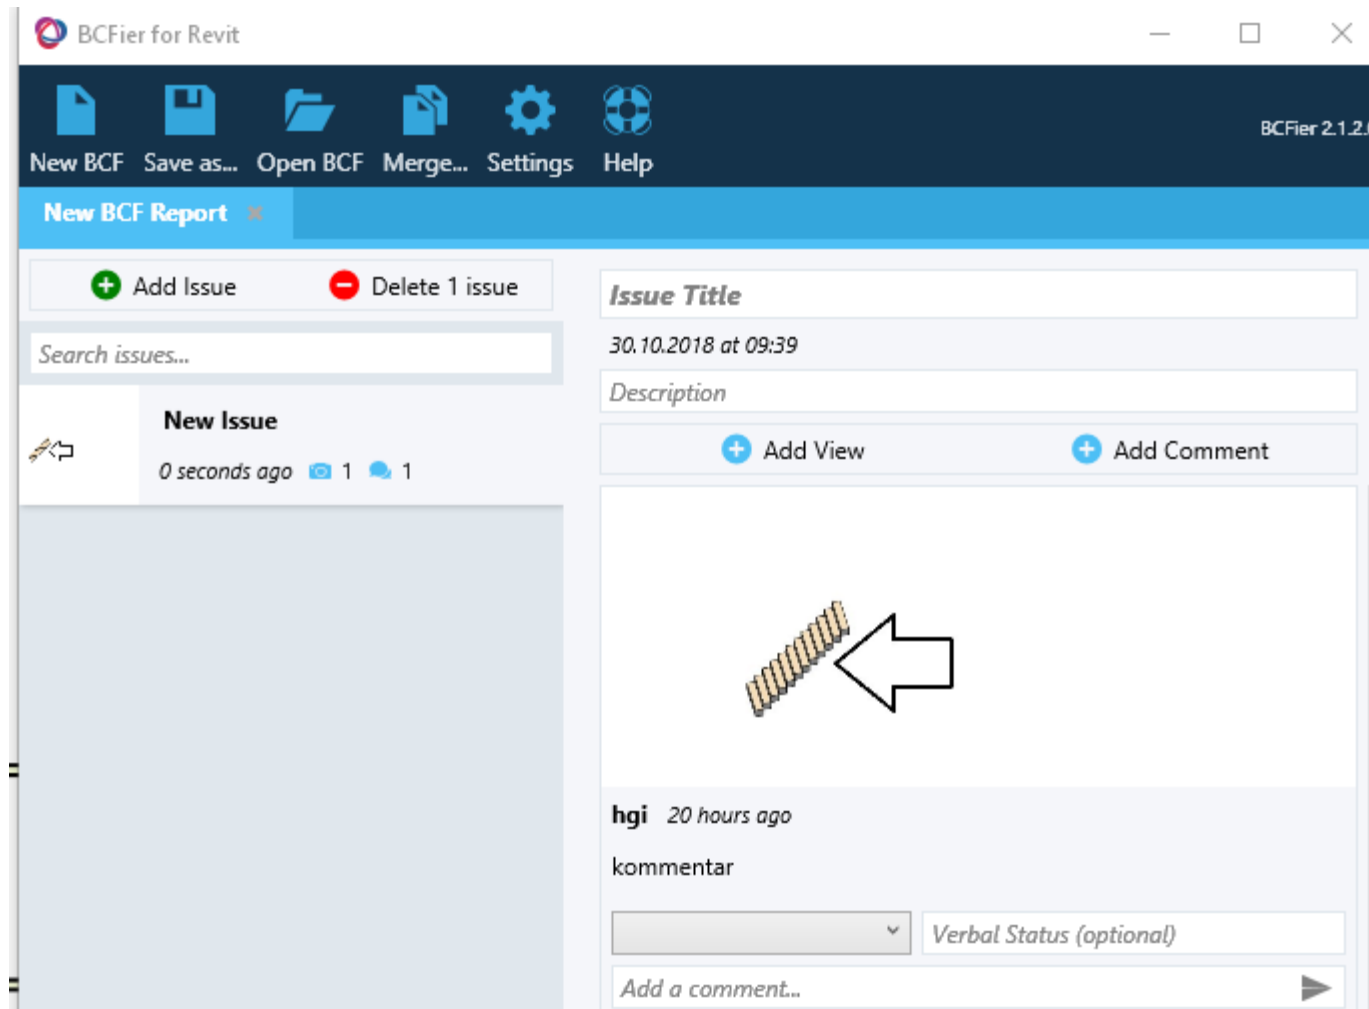 BCFier for Revit
New BCF Save as... Open BCF Merge... Settings Help
BCFier 2.1.2.
New BCF Report
Add Issue Delete 1 issue
Search issues...
New Issue
0 seconds ago 1 1
Issue Title
30.10.2018 at 09:39
Description
Add View Add Comment
hgi 20 hours ago
kommentar
Verbal Status (optional)
Add a comment...